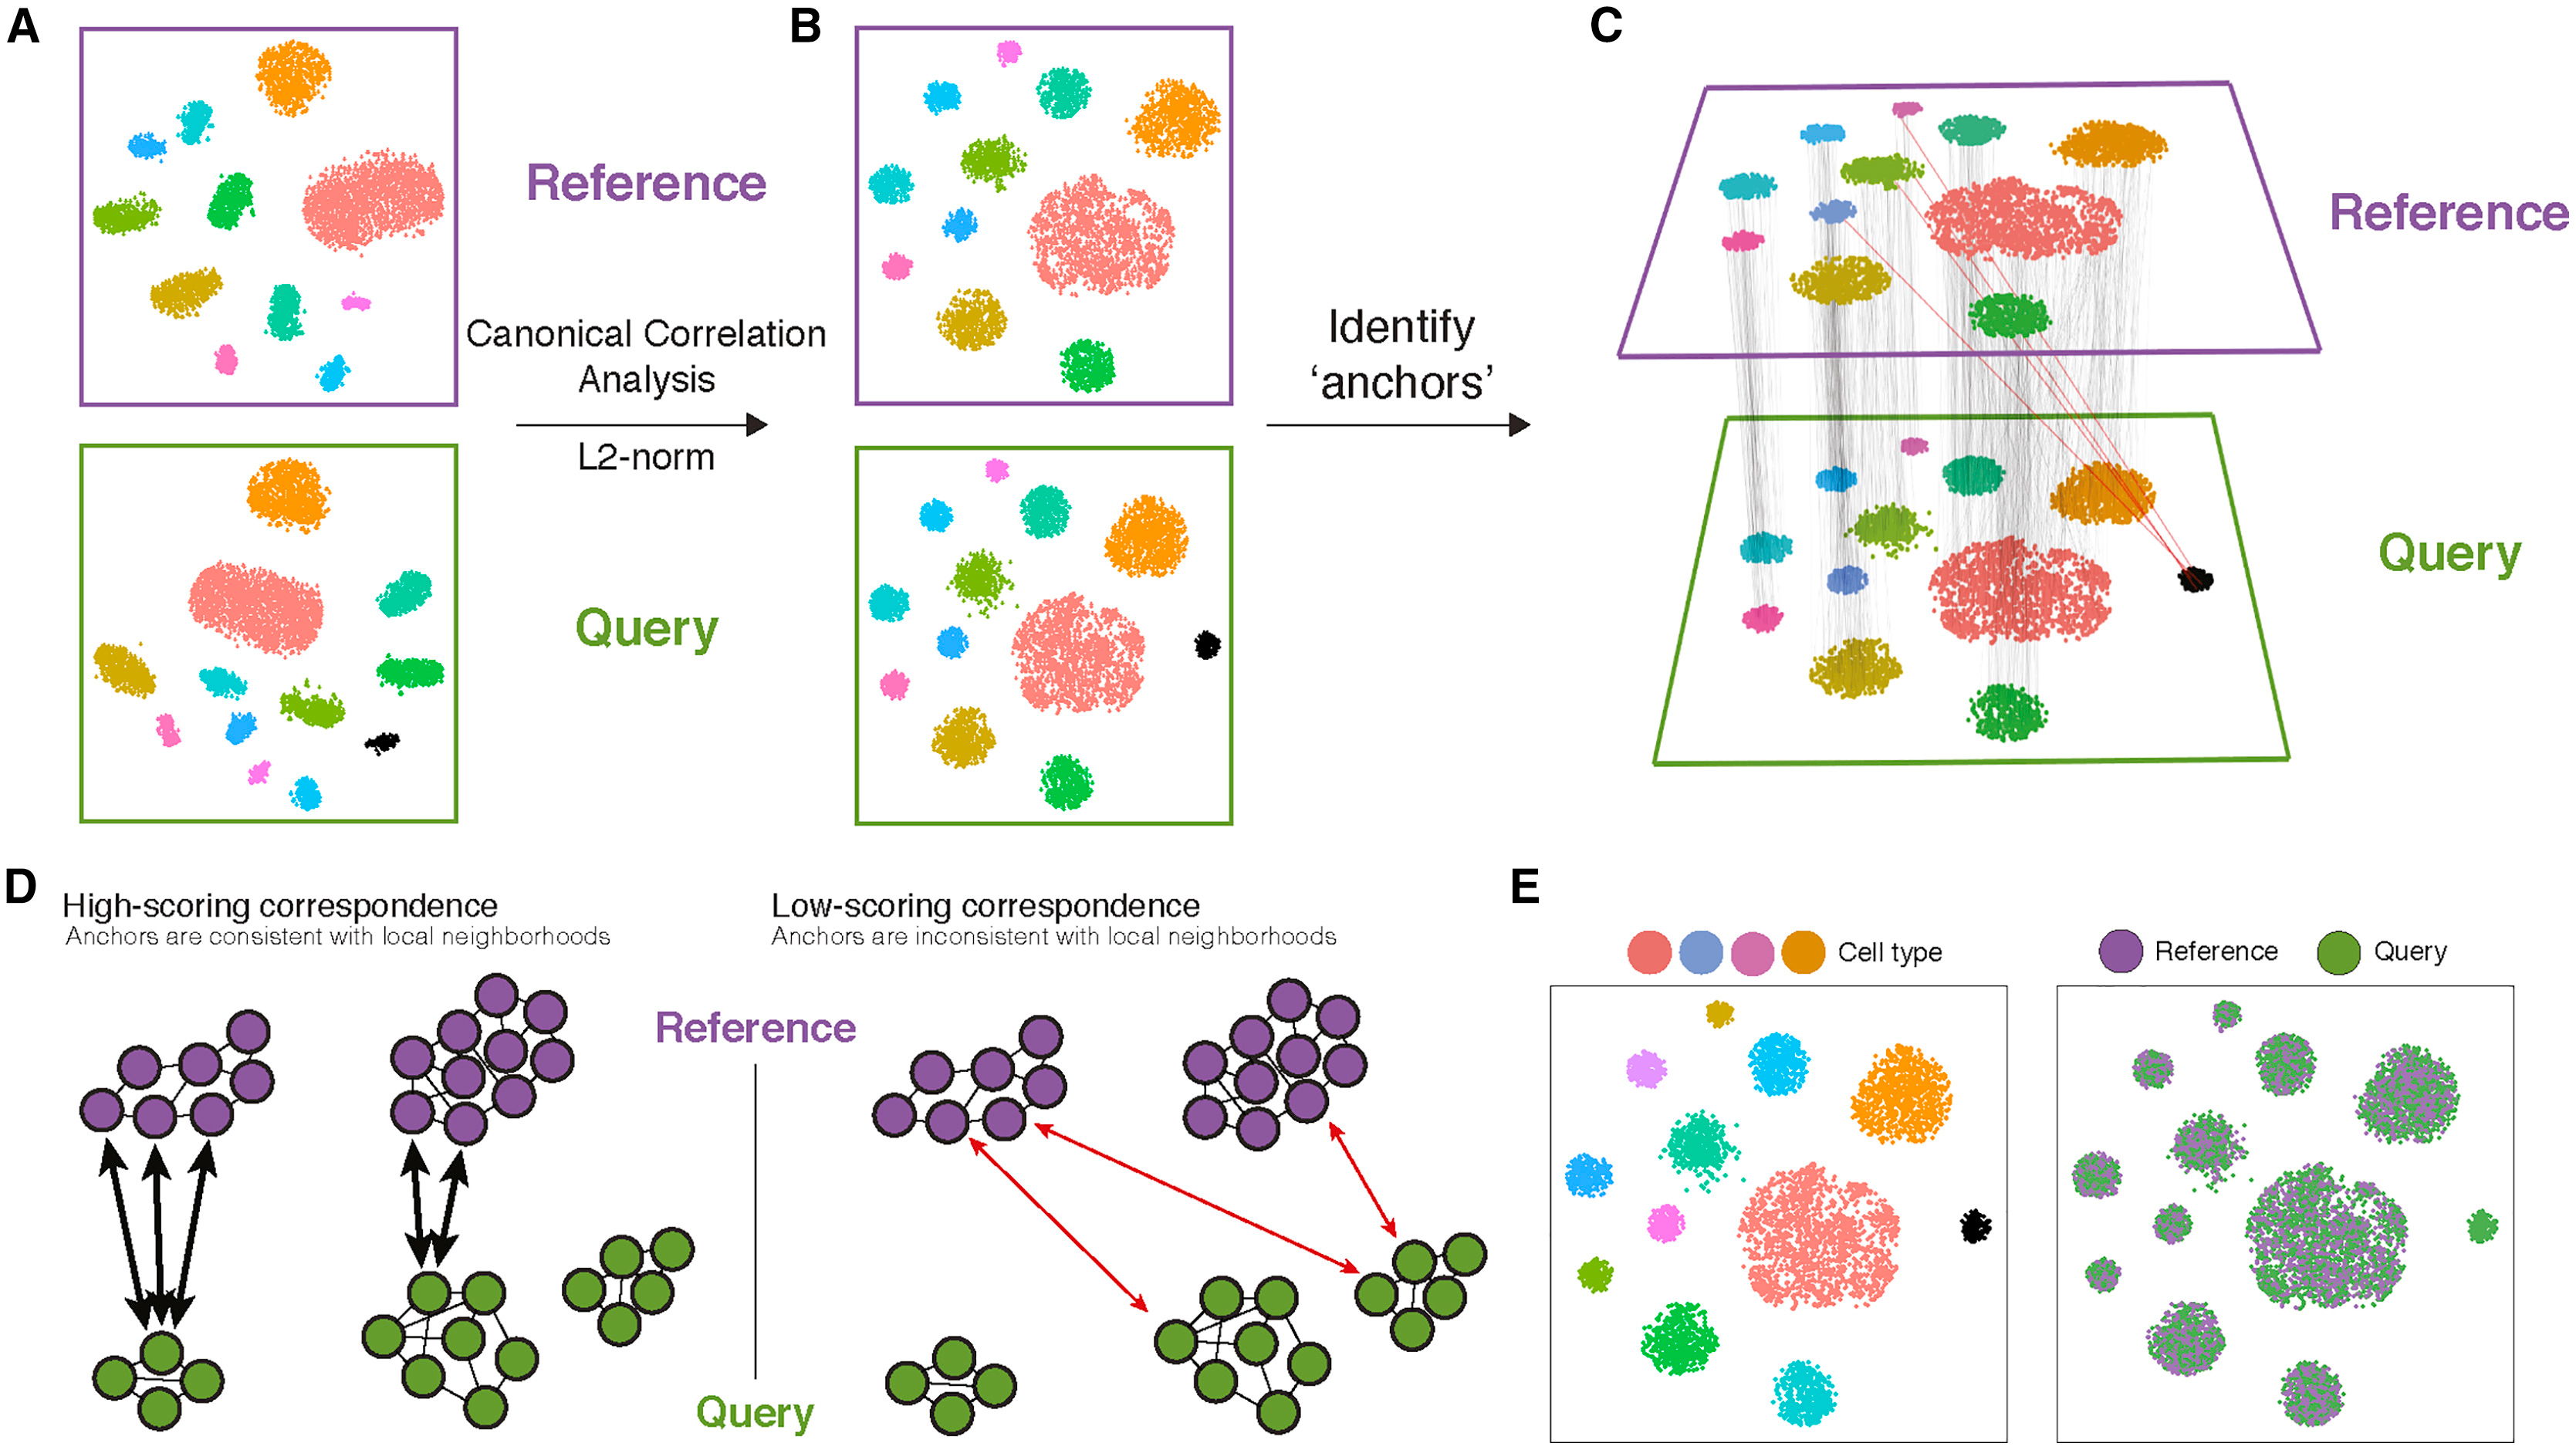 A
B
C
Reference
Canonical Correlation
Analysis
L2-norm
Query
Identify
‘anchors’
Reference
Query
D
High-scoring correspondence
Anchors are consistent with local neighborhoods
Low-scoring correspondence
Anchors are inconsistent with local neighborhoods
Reference
Query
E
Cell type
Reference
Query